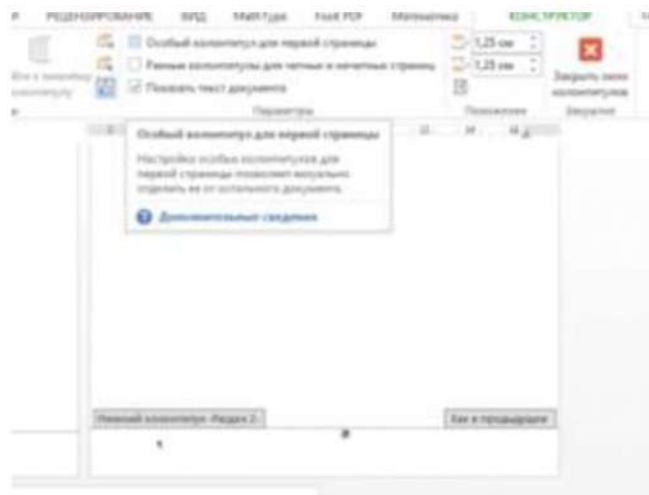 РЕЦЕНЗИРОВАНИЕ ВИД MathType Foxit PDF Математика КОНСТРУКТОР
Особый колонтитул для первой страницы
1,25 см
Разные колонтитулы для четных и нечетных страниц
1,25 см
Показать текст документа
Закрыть окно
колонтитулов
колонтитулу
Параметры Положение Закрытие
Особый колонтитул для первой страницы
Настройка особых колонтитулов для
первой страницы позволяет визуально
отделить ее от остального документа.
Дополнительные сведения
Нижний колонтитул -Раздел 2-
Как в предыдущем